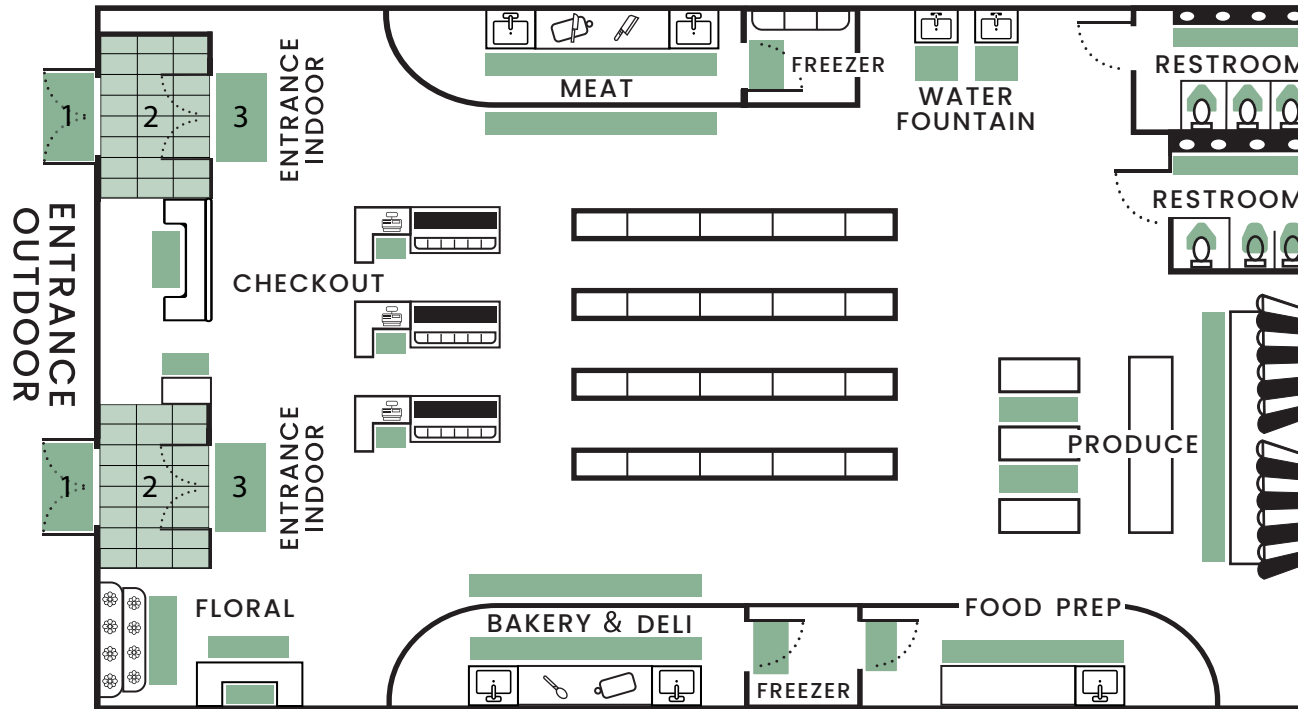 ENTRANCE
INDOOR
MEAT
FREEZER
WATER
FOUNTAIN
RESTROOM
1
2
3
RESTROOM
ENTRANCE
OUTDOOR
CHECKOUT
PRODUCE
1
2
3
ENTRANCE
INDOOR
FLORAL
BAKERY & DELI
FREEZER
FOOD PREP